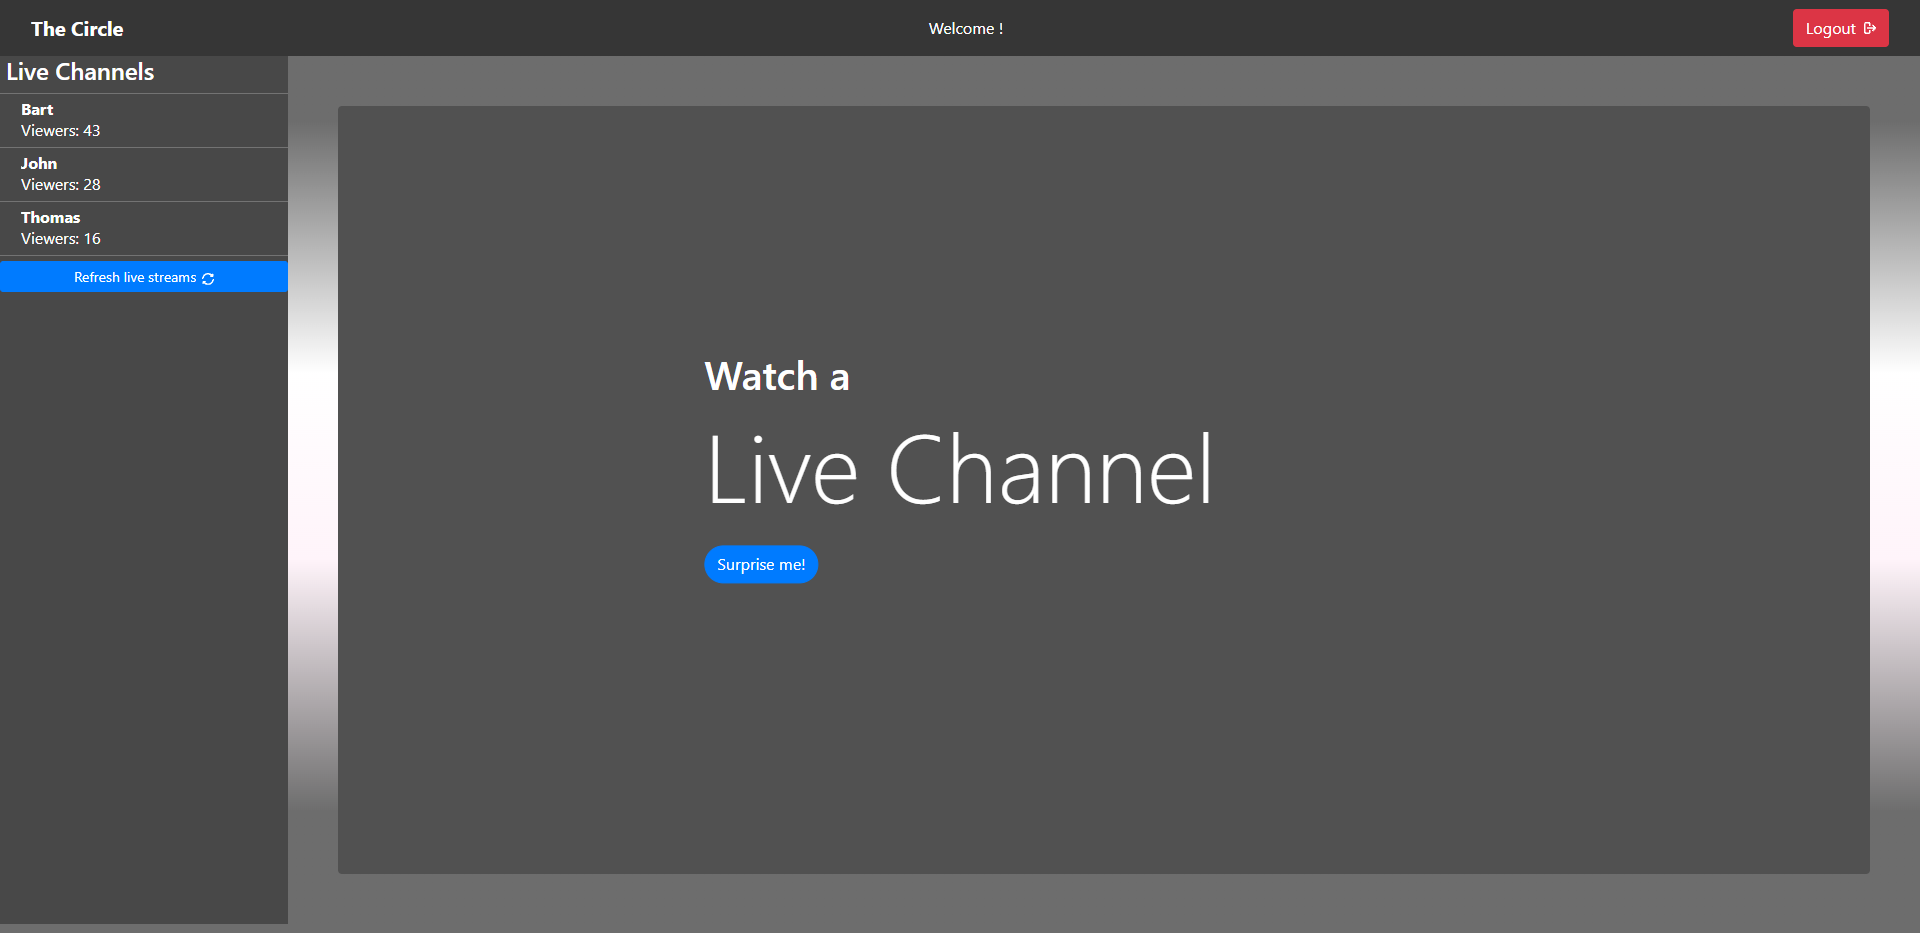 The Circle
Welcome !
Logout
Live Channels
Bart
Viewers: 43
John
Viewers: 28
Thomas
Viewers: 16
Refresh live streams
Watch a
Live Channel
Surprise me!